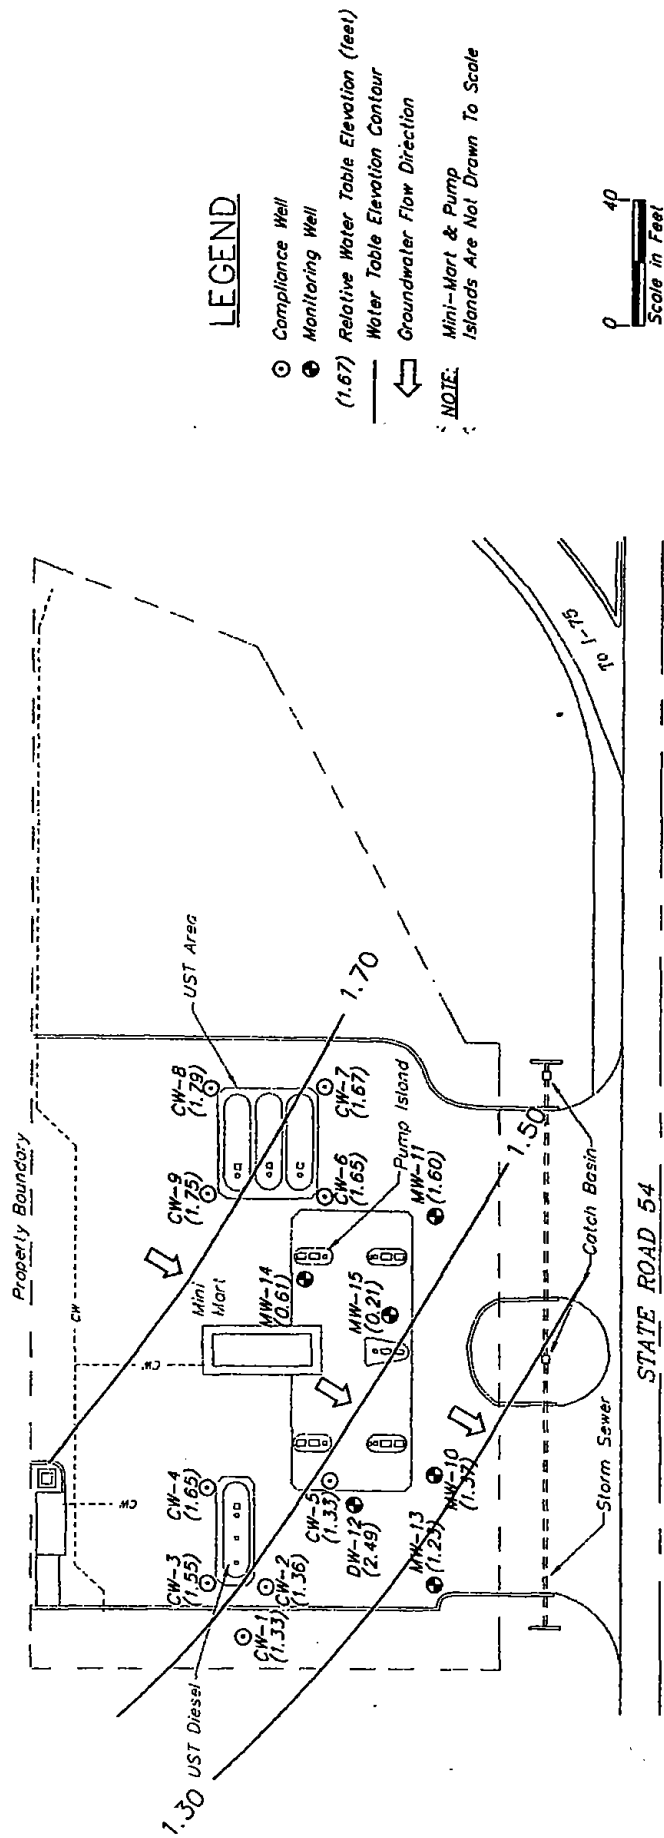 LEGEND
Compliance Well
Monitoring Well
(1.67) Relative Water Table Elevation (feet)
Water Table Elevation Contour
Groundwater Flow Direction
NOTE: Mini-Mart & Pump
Islands Are Not Drawn To Scale
0 40
Scale in Feet
Property Boundary
CW
CW
CW
UST Area
CW-8
(1.79)
CW-9
(1.75)
CW-7
(1.67)
CW-6
(1.65)
1.70
Mini
Mart
MW-14
(0.61)
Pump Island
MW-11
(1.60)
MW-15
(0.21)
1.50
CW-4
(1.65)
CW-3
(1.55)
CW-5
(1.33)
CW-2
(1.36)
CW-1
(1.33)
DW-12
(2.49)
MW-13
(1.23)
MW-10
(1.37)
UST Diesel
1.30
Catch Basin
Storm Sewer
TO I-75
STATE ROAD 54